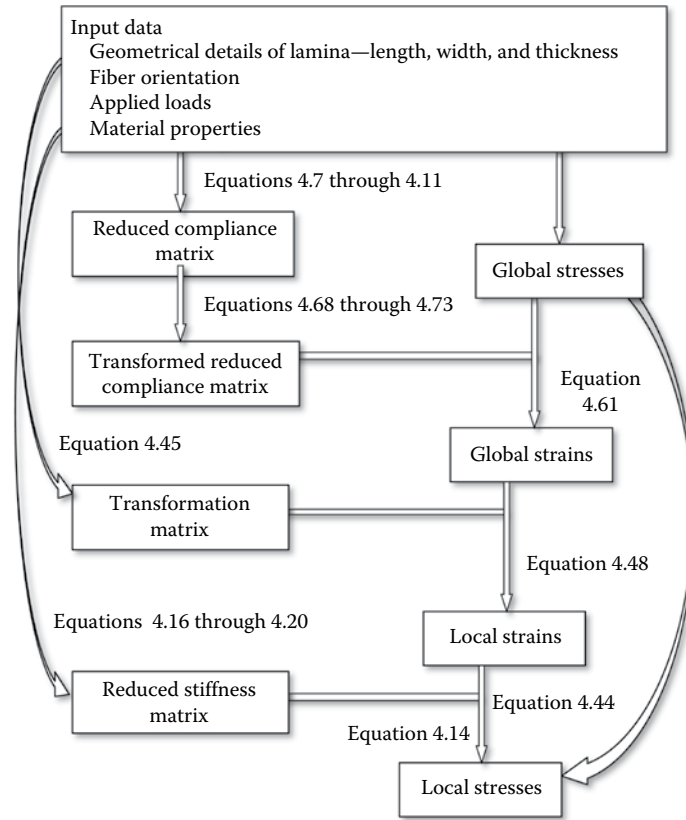 Input data
Geometrical details of lamina—length, width, and thickness
Fiber orientation
Applied loads
Material properties
Equations 4.7 through 4.11
Reduced compliance
matrix
Global stresses
Equations 4.68 through 4.73
Transformed reduced
compliance matrix
Equation
4.61
Equation 4.45
Global strains
Transformation
matrix
Equation 4.48
Equations 4.16 through 4.20
Local strains
Reduced stiffness
matrix
Equation 4.44
Equation 4.14
Local stresses